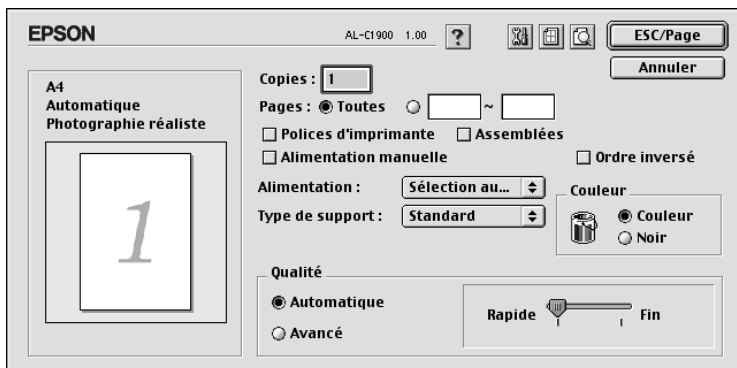 EPSON
AL-C1900 1.00
?
ESC/Page
Annuler
A4
Automatique
Photographie réaliste
1
Copies : 1
Pages : Toutes ~
Polices d'imprimante Assemblées
Alimentation manuelle Ordre inversé
Alimentation : Sélection au...
Type de support : Standard
Couleur
Couleur
Noir
Qualité
Automatique
Avancé
Rapide Fin